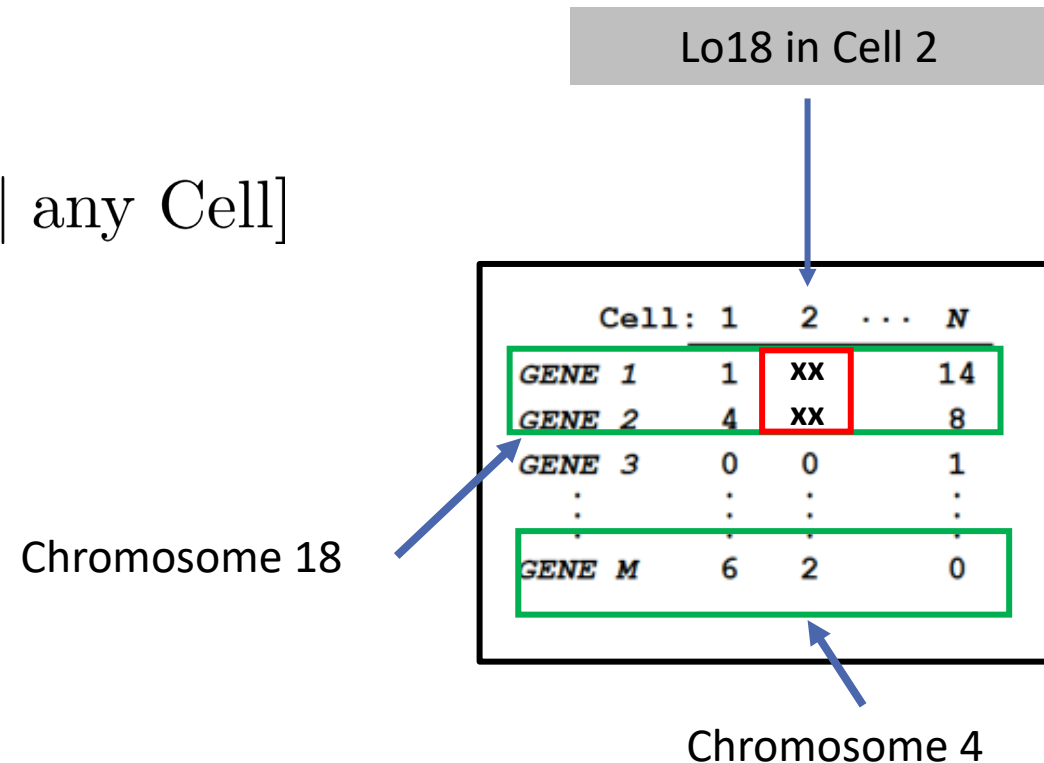 Lo18 in Cell 2
| any Cell]
Cell: 1 2 ... N
GENE 1 1 xx 14
GENE 2 4 xx 8
GENE 3 0 0 1
: : : :
GENE M 6 2 0
Chromosome 18
Chromosome 4